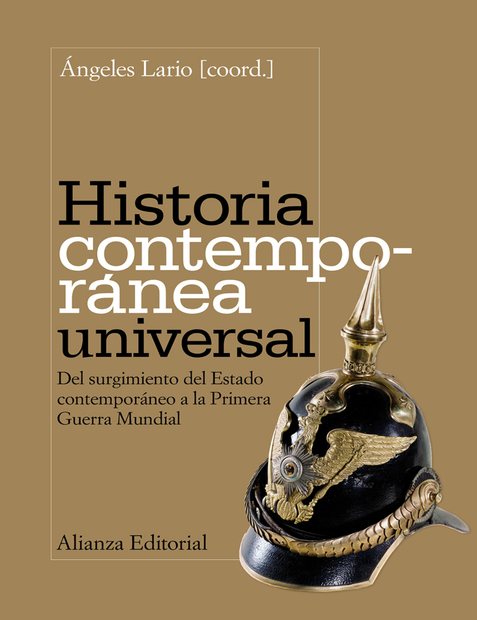 Ángeles Lario [coord.]
Historia
contempo-
ránea
universal
Del surgimiento del Estado
contemporáneo a la Primera
Guerra Mundial
Alianza Editorial